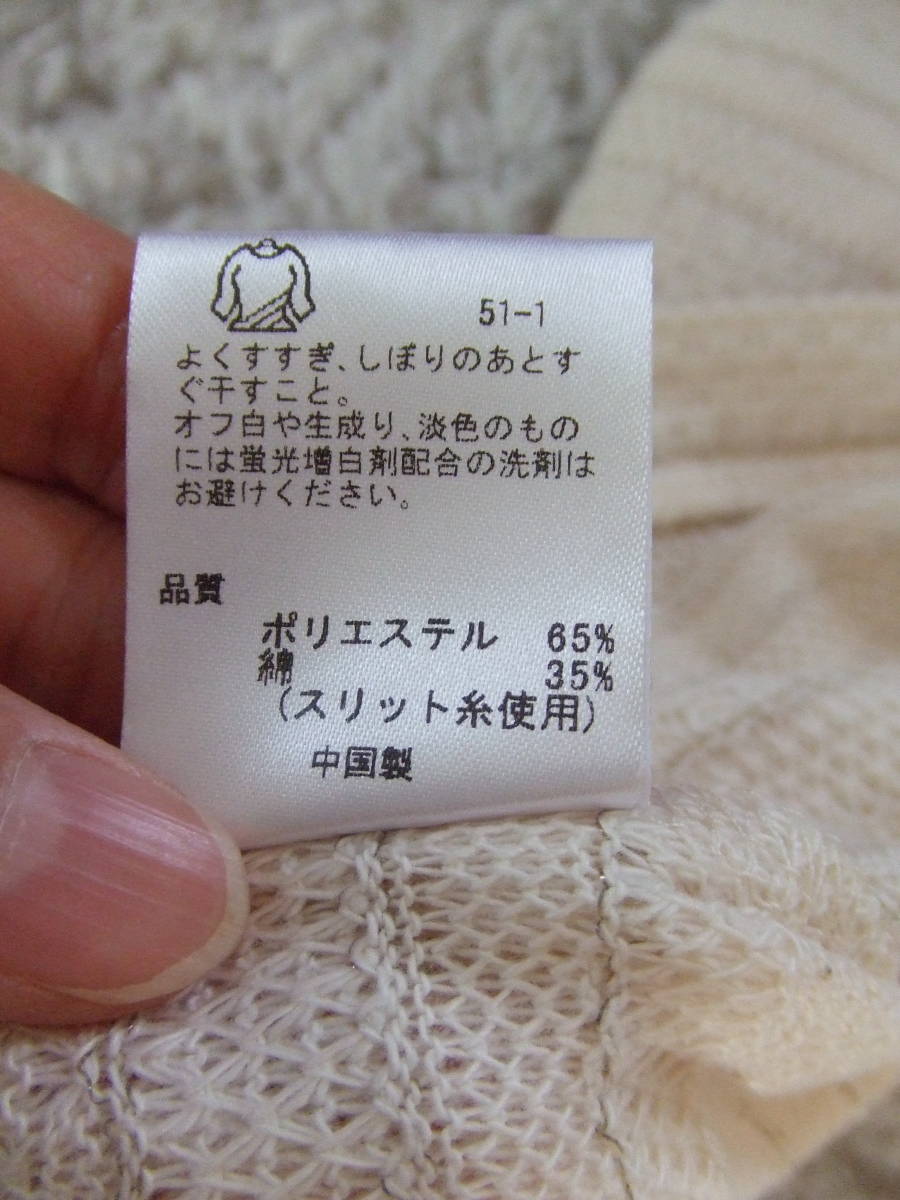 51-1
よくすすぎ、しぼりのあとす
ぐ干すこと。
オフ白や生成り、淡色のもの
には蛍光増白剤配合の洗剤は
お避けください。
品質
ポリエステル 65%
綿 35%
(スリット糸使用)
中国製